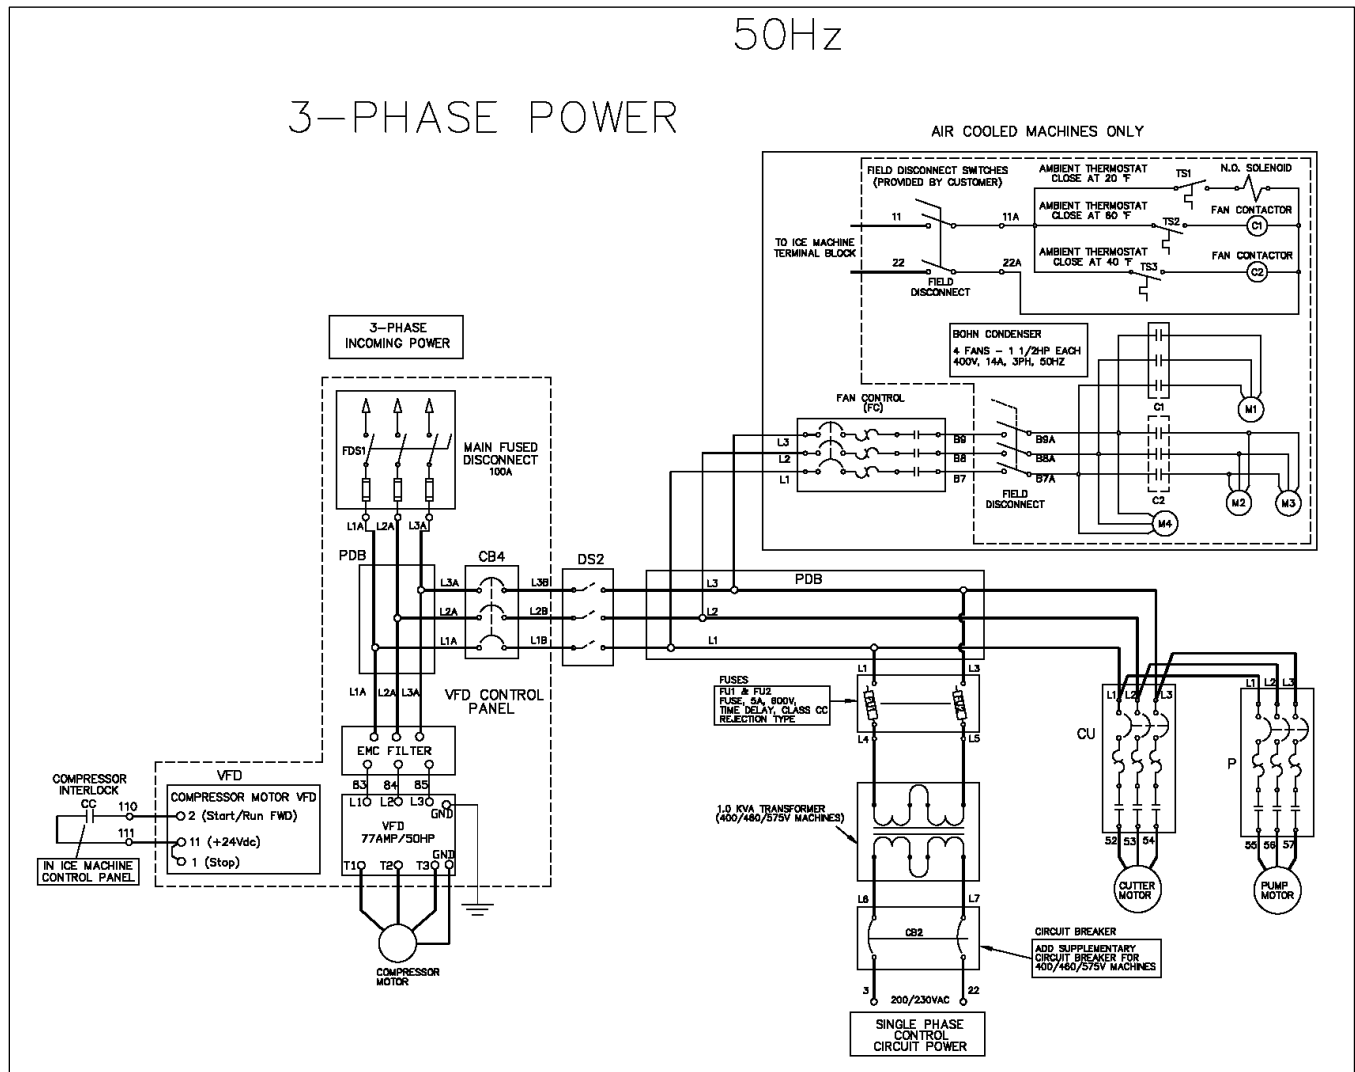 50Hz
3-PHASE POWER
AIR COOLED MACHINES ONLY
FIELD DISCONNECT SWITCHES
(PROVIDED BY CUSTOMER)
AMBIENT THERMOSTAT
CLOSE AT 20 °F
TS1
N.O. SOLENOID
11
11A
AMBIENT THERMOSTAT
CLOSE AT 60 °F
TS2
FAN CONTACTOR
C1
TO ICE MACHINE
TERMINAL BLOCK
22
22A
AMBIENT THERMOSTAT
CLOSE AT 40 °F
TS3
FAN CONTACTOR
C2
FIELD
DISCONNECT
BOHN CONDENSER
4 FANS - 1 1/2HP EACH
400V, 14A, 3PH, 50HZ
C1
M1
FAN CONTROL
(FC)
L3
L2
L1
B9
B8
B7
B9A
B8A
B7A
FIELD
DISCONNECT
C2
M2
M3
M4
3-PHASE
INCOMING POWER
FDS1
MAIN FUSED
DISCONNECT
100A
L1A
L2A
L3A
PDB
CB4
DS2
PDB
L3A
L3B
L3
L2A
L2B
L2
L1A
L1B
L1
L1A
L2A
L3A
VFD CONTROL
PANEL
EMC FILTER
83
84
85
L1
L2
L3
GND
VFD
77AMP/50HP
T1
T2
T3
GND
COMPRESSOR
MOTOR
COMPRESSOR
INTERLOCK
CC
110
111
IN ICE MACHINE
CONTROL PANEL
VFD
COMPRESSOR MOTOR VFD
2 (Start/Run FWD)
11 (+24Vdc)
1 (Stop)
L1
L3
FUSES
FU1 & FU2
FUSE, 5A, 600V,
TIME DELAY, CLASS CC
REJECTION TYPE
FU1
FU2
L4
L5
1.0 KVA TRANSFORMER
(400/460/575V MACHINES)
L6
L7
CB2
CIRCUIT BREAKER
ADD SUPPLEMENTARY
CIRCUIT BREAKER FOR
400/460/575V MACHINES
3
200/230VAC
22
SINGLE PHASE
CONTROL
CIRCUIT POWER
L1
L2
L3
CU
52
53
54
CUTTER
MOTOR
L1
L2
L3
P
55
56
57
PUMP
MOTOR